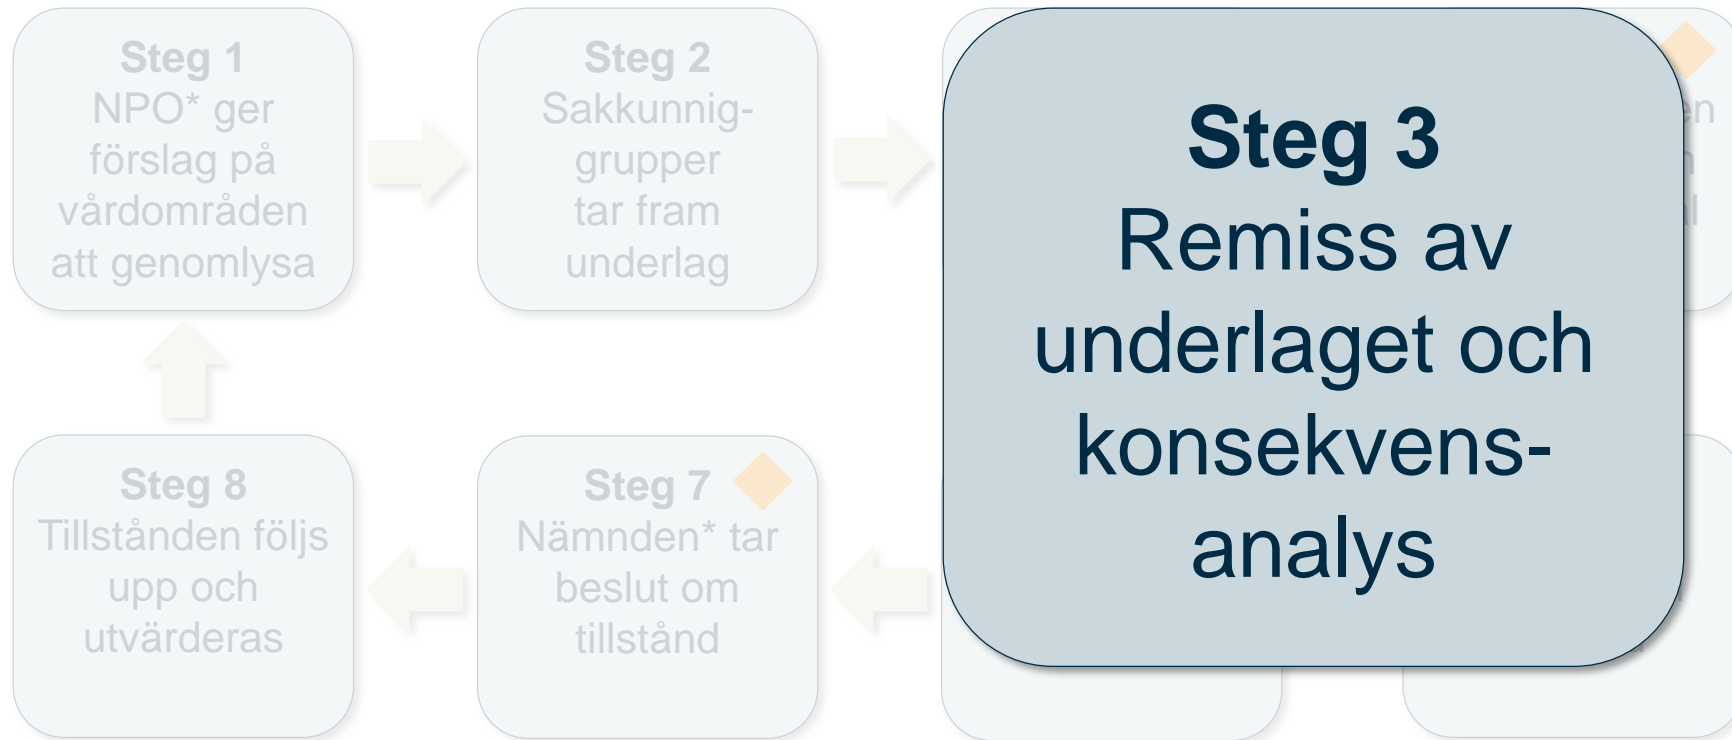 Steg 1
NPO* ger
förslag på
vårdområden
att genomlysa
Steg 2
Sakkunnig-
grupper
tar fram
underlag
Steg 3
Remiss av
underlaget och
konsekvens-
analys
Steg 8
Tillstånden följs
upp och
utvärderas
Steg 7
Nämnden* tar
beslut om
tillstånd